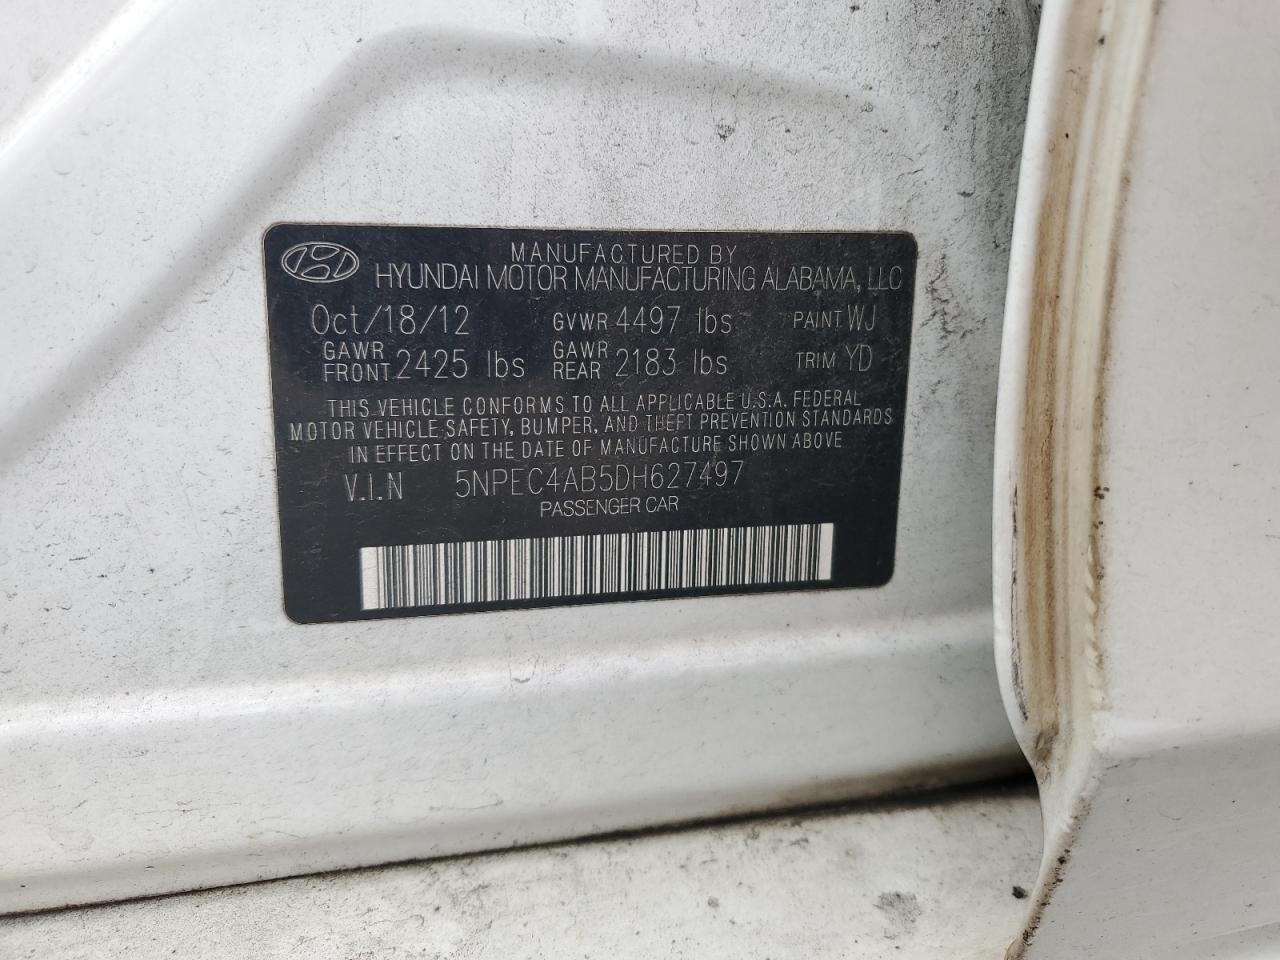 MANUFACTURED BY
HYUNDAI MOTOR MANUFACTURING ALABAMA, LLC
Oct/18/12 GVWR 4497 lbs PAINT WJ
GAWR FRONT 2425 lbs GAWR REAR 2183 lbs TRIM YD
THIS VEHICLE CONFORMS TO ALL APPLICABLE U.S.A. FEDERAL
MOTOR VEHICLE SAFETY, BUMPER, AND THEFT PREVENTION STANDARDS
IN EFFECT ON THE DATE OF MANUFACTURE SHOWN ABOVE
V.I.N 5NPEC4AB5DH627497
PASSENGER CAR